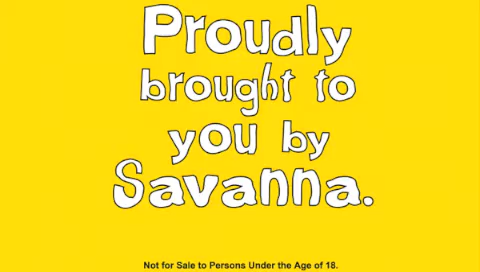 Proudly
brought to
you by
Savanna.
Not for Sale to Persons Under the Age of 18.